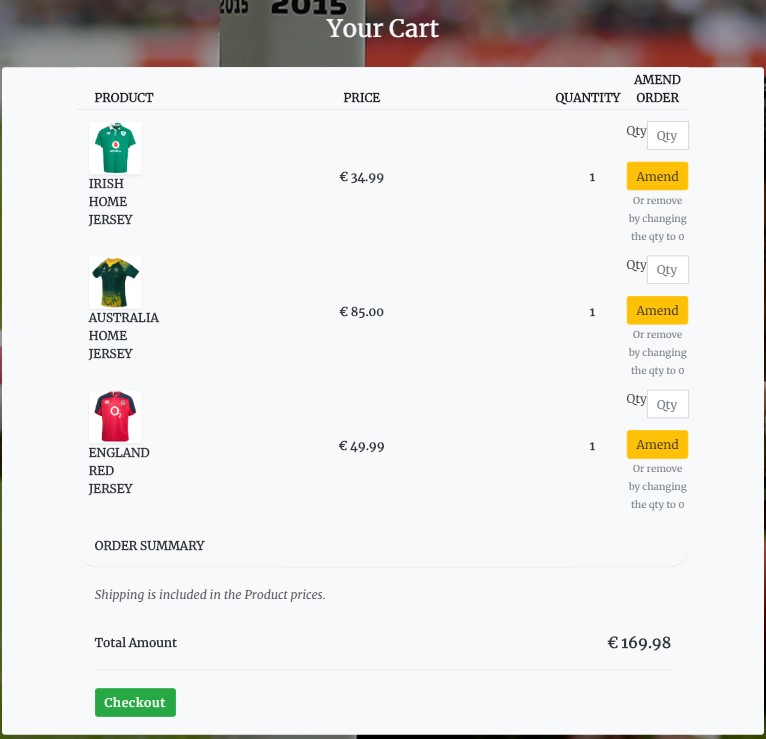 2015 2015
Your Cart
AMEND
PRODUCT PRICE QUANTITY ORDER
Qty Qty
IRISH
HOME
JERSEY
€ 34.99 1
Amend
Or remove
by changing
the qty to 0
Qty Qty
AUSTRALIA
HOME
JERSEY
€ 85.00 1
Amend
Or remove
by changing
the qty to 0
Qty Qty
O2
ENGLAND
RED
JERSEY
€ 49.99 1
Amend
Or remove
by changing
the qty to 0
ORDER SUMMARY
Shipping is included in the Product prices.
Total Amount € 169.98
Checkout